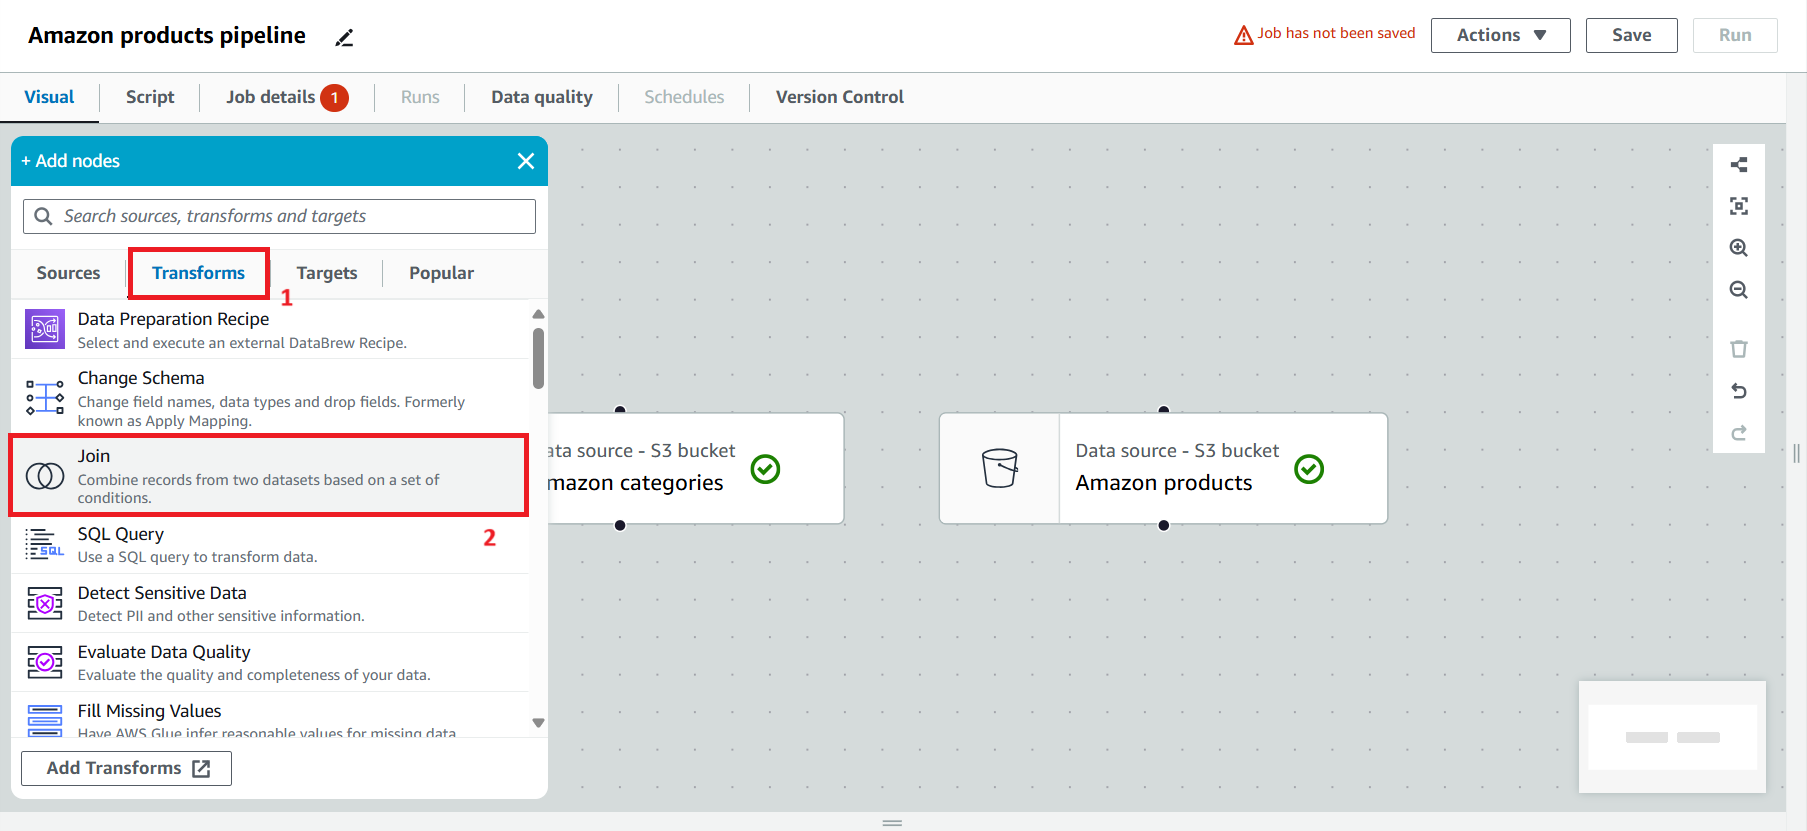 Amazon products pipeline
Job has not been saved
Actions
Save
Run
Visual
Script
Job details 1
Runs
Data quality
Schedules
Version Control
+ Add nodes
Search sources, transforms and targets
Sources
Transforms
Targets
Popular
1
Data Preparation Recipe
Select and execute an external DataBrew Recipe.
Change Schema
Change field names, data types and drop fields. Formerly
known as Apply Mapping.
Join
Combine records from two datasets based on a set of
conditions.
2
SQL
SQL Query
Use a SQL query to transform data.
Detect Sensitive Data
Detect PII and other sensitive information.
Evaluate Data Quality
Evaluate the quality and completeness of your data.
Fill Missing Values
Have AWS Glue infer reasonable values for missing data
Add Transforms
ata source - S3 bucket
mazon categories
Data source - S3 bucket
Amazon products